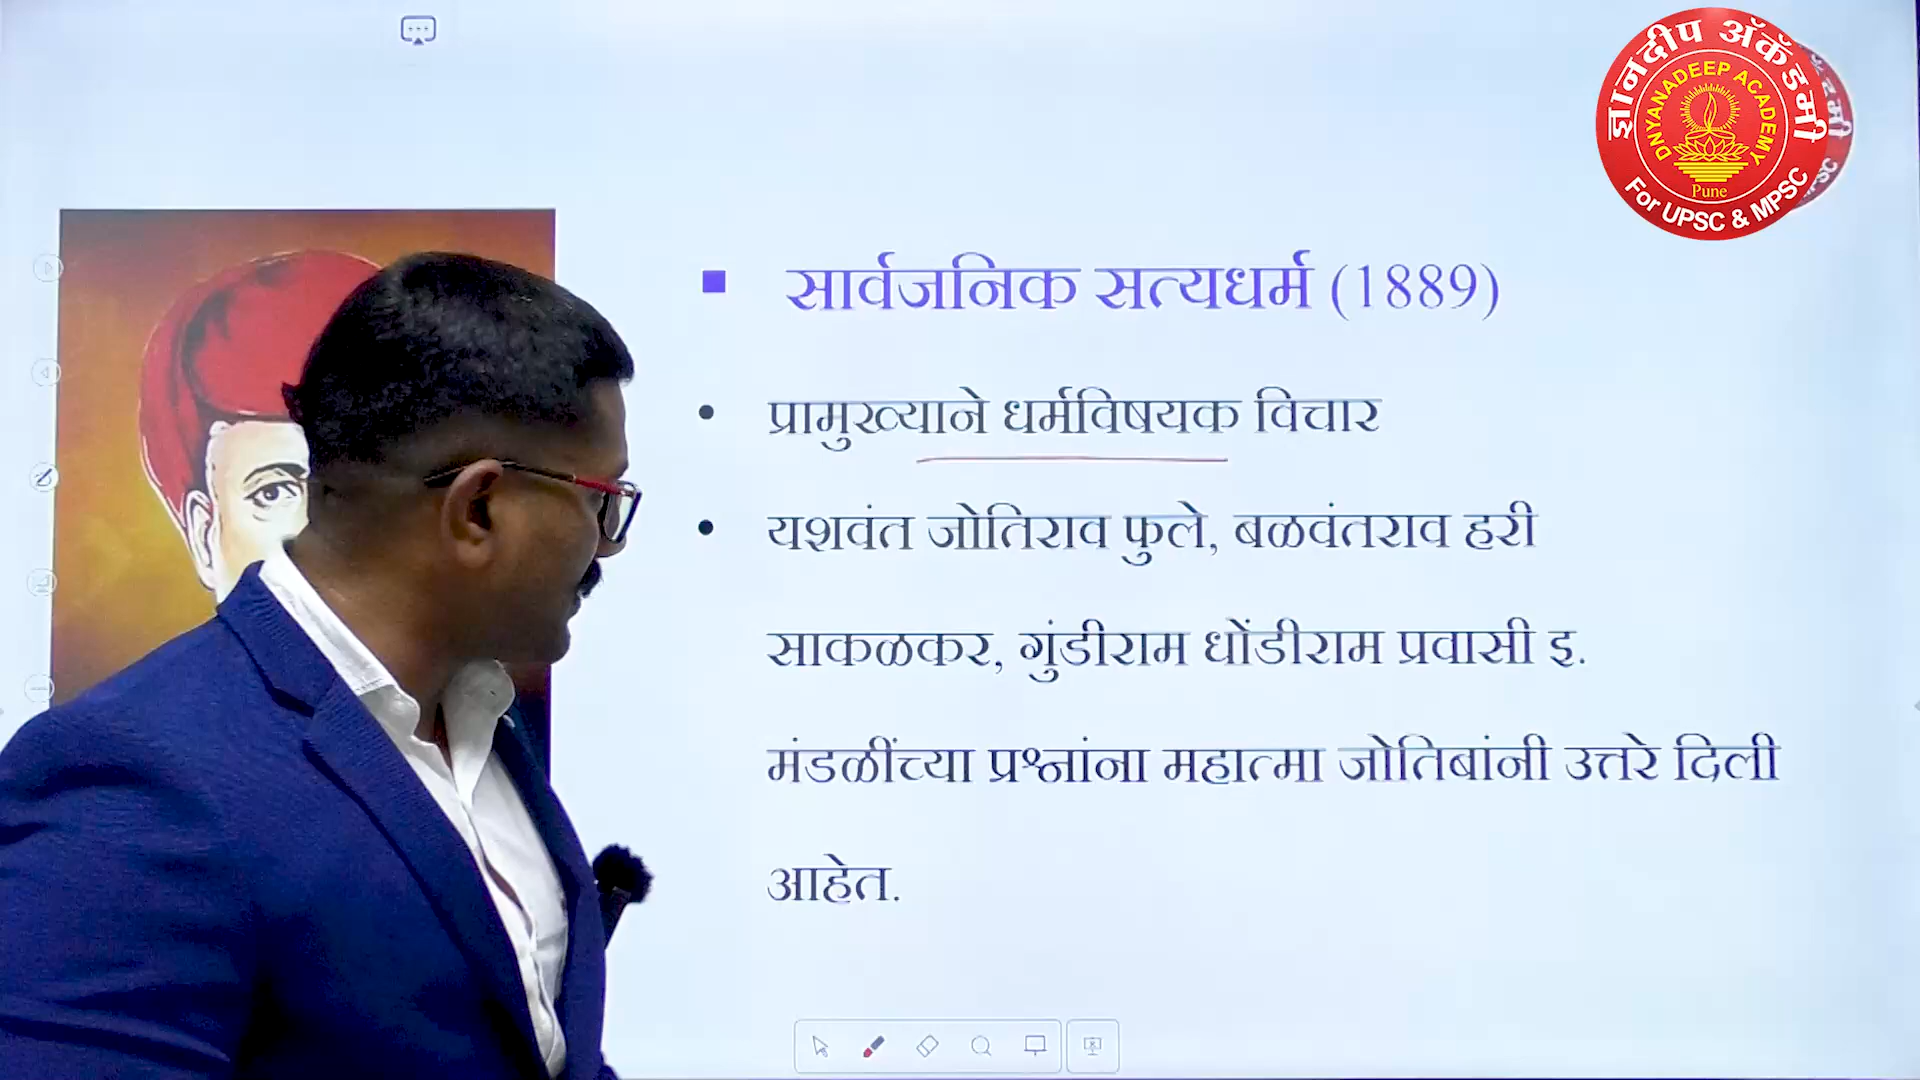 ज्ञानदीप अ‍ॅकॅडमी
DNYANADEEP ACADEMY
Pune
For UPSC & MPSC
सार्वजनिक सत्यधर्म (1889)
प्रामुख्याने धर्मविषयक विचार
यशवंत जोतिराव फुले, बळवंतराव हरी
साकळकर, गुंडीराम धोंडीराम प्रवासी इ.
मंडळींच्या प्रश्नांना महात्मा जोतिबांनी उत्तरे दिली
आहेत.